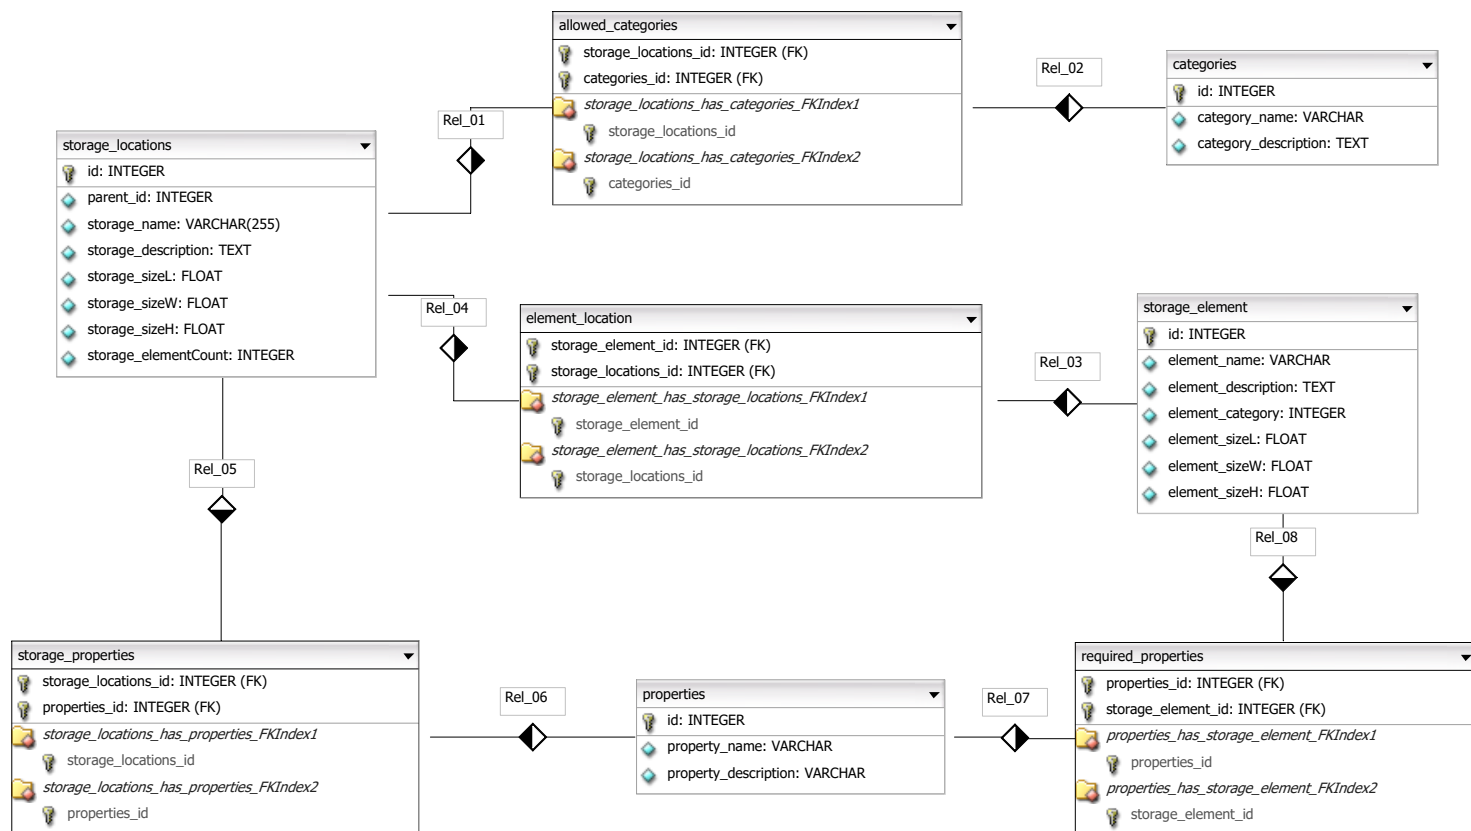 allowed_categories
storage_locations_id: INTEGER (FK)
categories_id: INTEGER (FK)
storage_locations_has_categories_FKIndex1
storage_locations_id
storage_locations_has_categories_FKIndex2
categories_id
Rel_02
categories
id: INTEGER
category_name: VARCHAR
category_description: TEXT
Rel_01
storage_locations
id: INTEGER
parent_id: INTEGER
storage_name: VARCHAR(255)
storage_description: TEXT
storage_sizeL: FLOAT
storage_sizeW: FLOAT
storage_sizeH: FLOAT
storage_elementCount: INTEGER
Rel_04
element_location
storage_element_id: INTEGER (FK)
storage_locations_id: INTEGER (FK)
storage_element_has_storage_locations_FKIndex1
storage_element_id
storage_element_has_storage_locations_FKIndex2
storage_locations_id
Rel_03
storage_element
id: INTEGER
element_name: VARCHAR
element_description: TEXT
element_category: INTEGER
element_sizeL: FLOAT
element_sizeW: FLOAT
element_sizeH: FLOAT
Rel_05
Rel_08
storage_properties
storage_locations_id: INTEGER (FK)
properties_id: INTEGER (FK)
storage_locations_has_properties_FKIndex1
storage_locations_id
storage_locations_has_properties_FKIndex2
properties_id
Rel_06
properties
id: INTEGER
property_name: VARCHAR
property_description: VARCHAR
Rel_07
required_properties
properties_id: INTEGER (FK)
storage_element_id: INTEGER (FK)
properties_has_storage_element_FKIndex1
properties_id
properties_has_storage_element_FKIndex2
storage_element_id